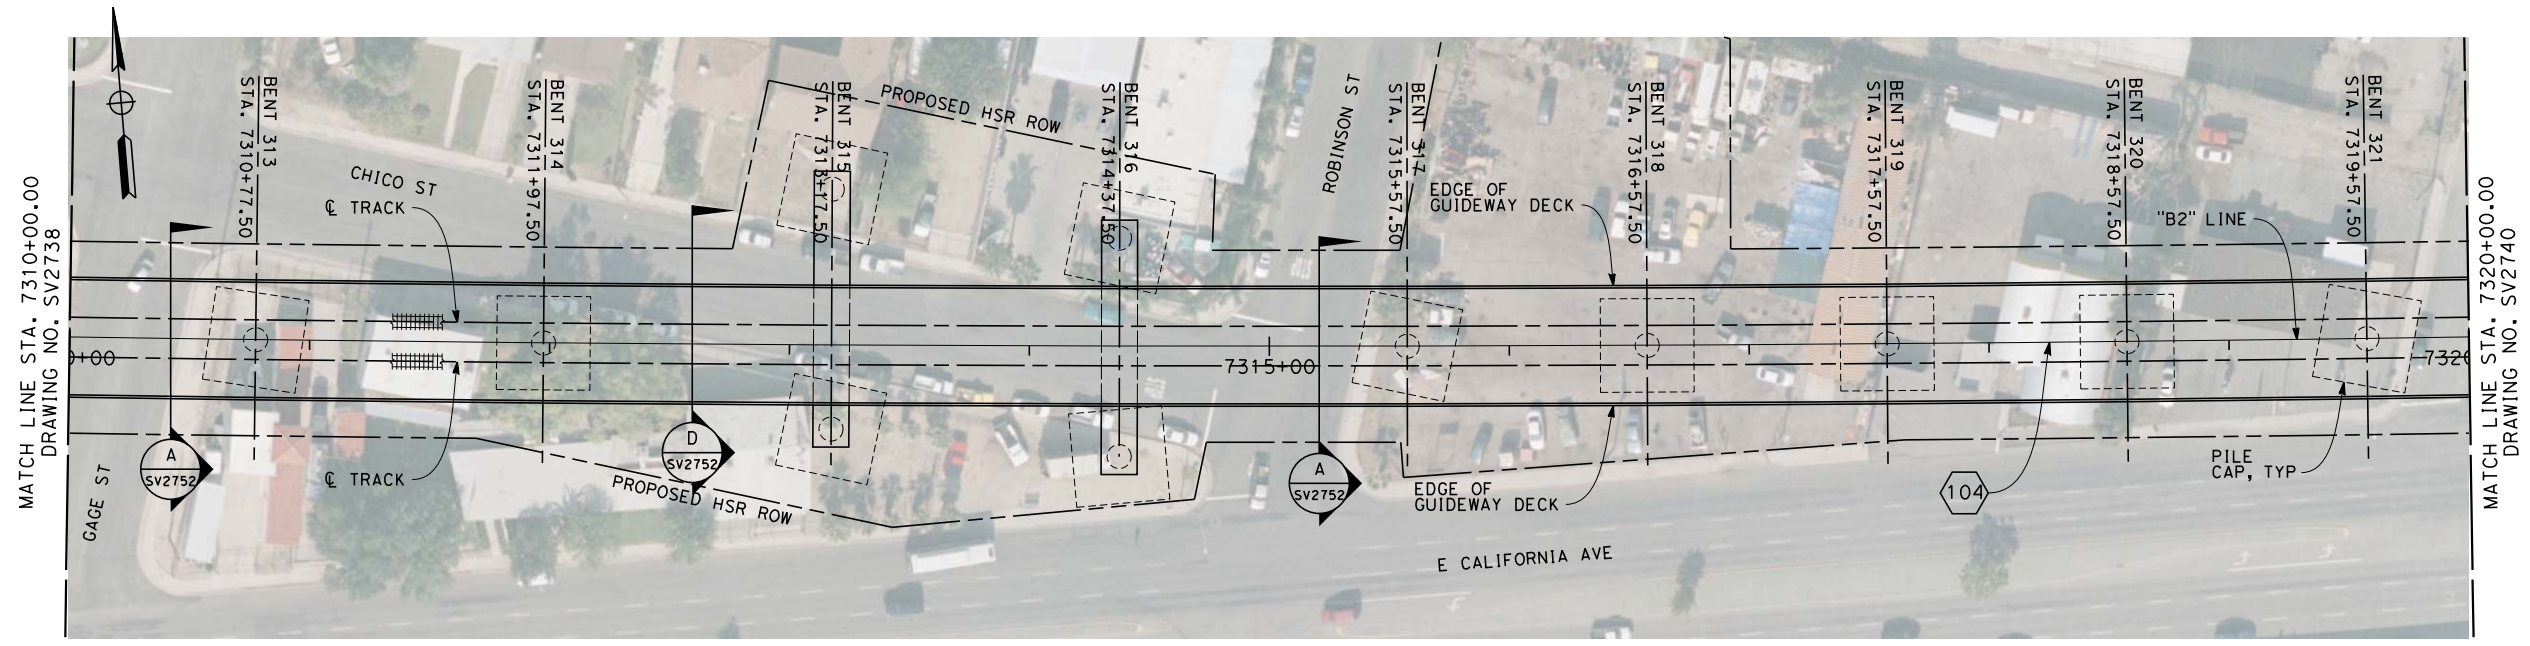 MATCH LINE STA. 7310+00.00
DRAWING NO. SV2738
BENT 313
STA. 7310+77.50
BENT 314
STA. 7311+97.50
BENT 315
STA. 7313+17.50
BENT 316
STA. 7314+37.50
BENT 317
STA. 7315+57.50
BENT 318
STA. 7316+57.50
BENT 319
STA. 7317+57.50
BENT 320
STA. 7318+57.50
BENT 321
STA. 7319+57.50
PROPOSED HSR ROW
ROBINSON ST
CHICO ST
℄ TRACK
EDGE OF
GUIDEWAY DECK
"B2" LINE
0+00
7315+00
7320
A
SV2752
D
SV2752
A
SV2752
GAGE ST
℄ TRACK
PROPOSED HSR ROW
EDGE OF
GUIDEWAY DECK
104
PILE
CAP, TYP
E CALIFORNIA AVE
STOP
MATCH LINE STA. 7320+00.00
DRAWING NO. SV2740